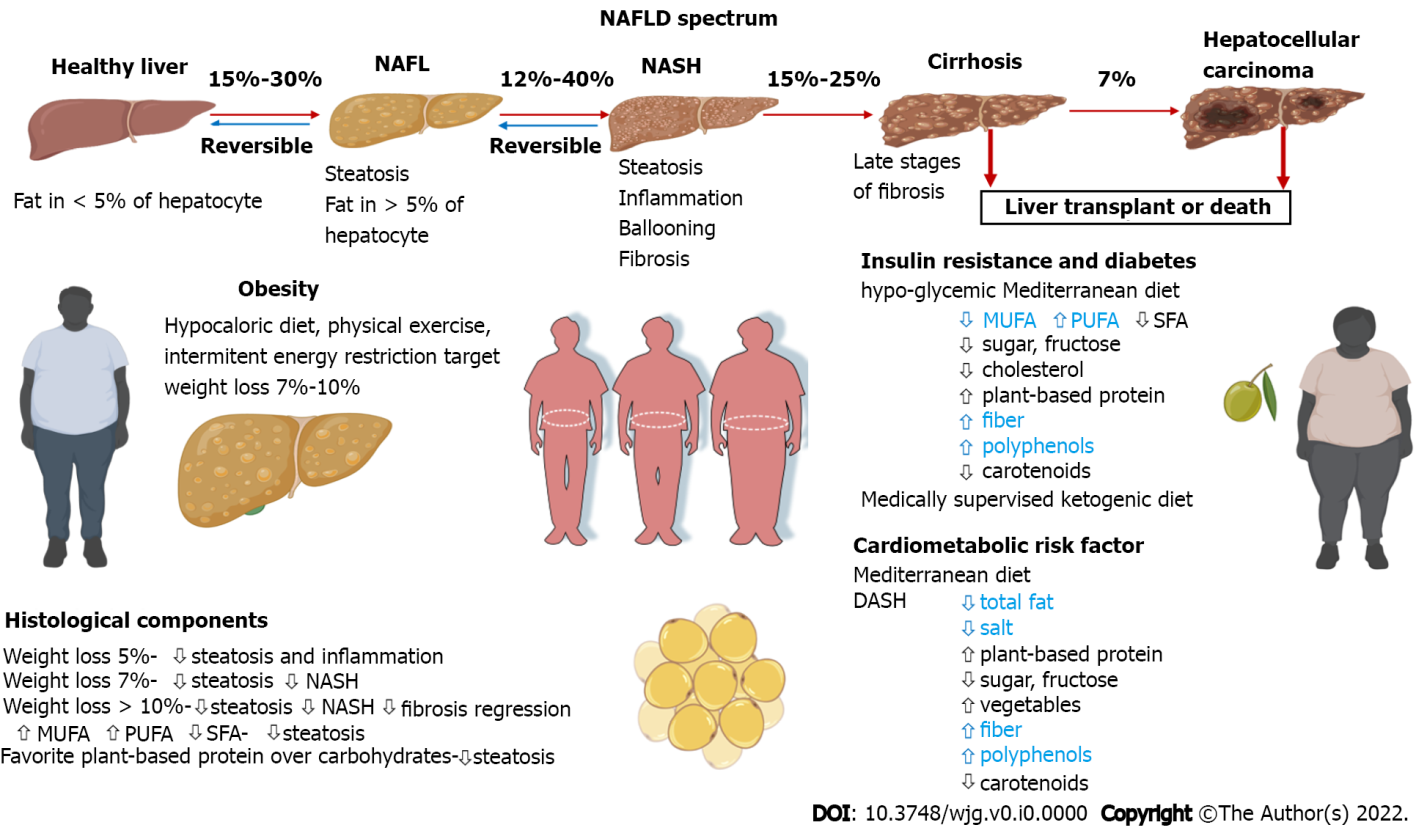 NAFLD spectrum
Healthy liver
15%-30%
NAFL
12%-40%
NASH
15%-25%
Cirrhosis
7%
Hepatocellular
carcinoma
Reversible
Reversible
Fat in < 5% of hepatocyte
Steatosis
Fat in > 5% of
hepatocyte
Steatosis
Inflammation
Ballooning
Fibrosis
Late stages
of fibrosis
Liver transplant or death
Obesity
Hypocaloric diet, physical exercise,
intermitent energy restriction target
weight loss 7%-10%
Insulin resistance and diabetes
hypo-glycemic Mediterranean diet
⇩ MUFA ⇧ PUFA ⇩ SFA
⇩ sugar, fructose
⇩ cholesterol
⇧ plant-based protein
⇧ fiber
⇧ polyphenols
⇩ carotenoids
Medically supervised ketogenic diet
Cardiometabolic risk factor
Mediterranean diet
DASH ⇩ total fat
⇩ salt
⇧ plant-based protein
⇩ sugar, fructose
⇧ vegetables
⇧ fiber
⇧ polyphenols
⇩ carotenoids
Histological components
Weight loss 5%- ⇩ steatosis and inflammation
Weight loss 7%- ⇩ steatosis ⇩ NASH
Weight loss > 10%-⇩steatosis ⇩ NASH ⇩ fibrosis regression
⇧ MUFA ⇧ PUFA ⇩ SFA- ⇩ steatosis
Favorite plant-based protein over carbohydrates-⇩steatosis
DOI: 10.3748/wjg.v0.i0.0000 Copyright ©The Author(s) 2022.